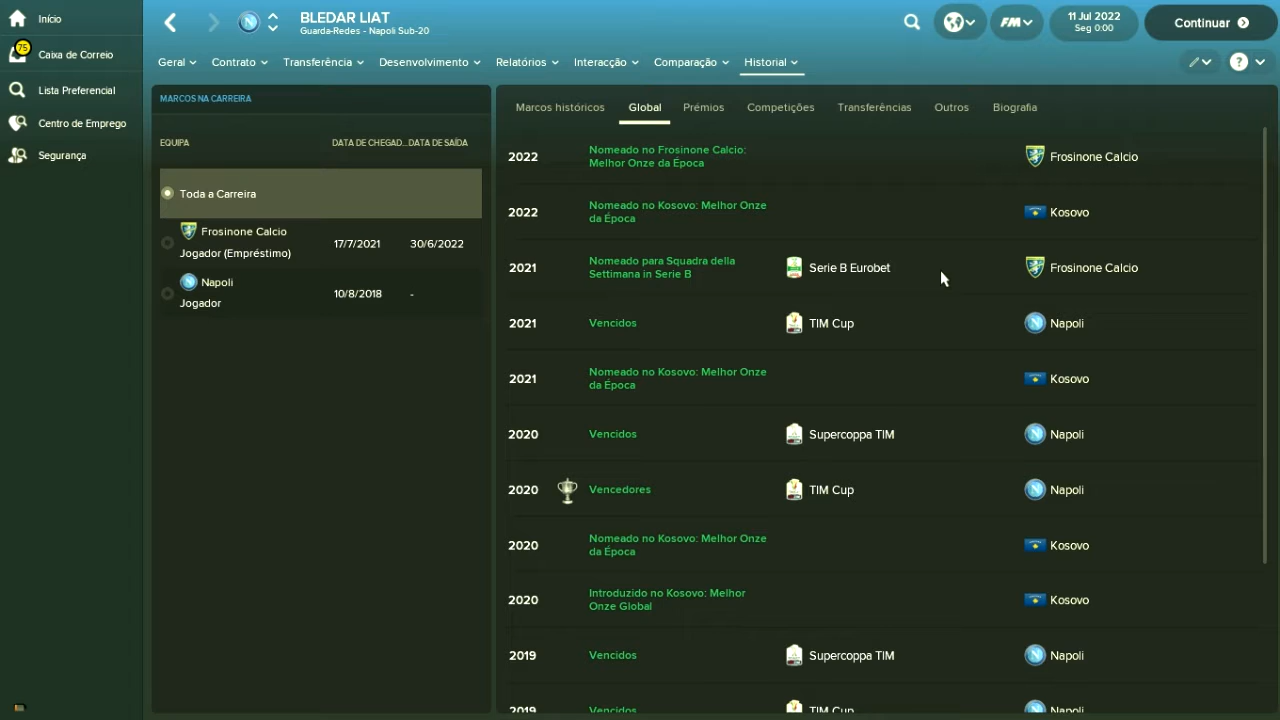 Início
75
Caixa de Correio
Lista Preferencial
Centro de Emprego
Segurança
BLEDAR LIAT
Guarda-Redes - Napoli Sub-20
FM
11 Jul 2022
Seg 0:00
Continuar
Geral
Contrato
Transferência
Desenvolvimento
Relatórios
Interacção
Comparação
Historial
?
MARCOS NA CARREIRA
EQUIPA DATA DE CHEGAD... DATA DE SAÍDA
Toda a Carreira
Frosinone Calcio
Jogador (Empréstimo)
17/7/2021 30/6/2022
Napoli
Jogador
10/8/2018 -
Marcos históricos Global Prémios Competições Transferências Outros Biografia
2022 Nomeado no Frosinone Calcio:
Melhor Onze da Época
Frosinone Calcio
2022 Nomeado no Kosovo: Melhor Onze
da Época
Kosovo
2021 Nomeado para Squadra della
Settimana in Serie B
Serie B Eurobet Frosinone Calcio
2021 Vencidos TIM Cup Napoli
2021 Nomeado no Kosovo: Melhor Onze
da Época
Kosovo
2020 Vencidos Supercoppa TIM Napoli
2020 Vencedores TIM Cup Napoli
2020 Nomeado no Kosovo: Melhor Onze
da Época
Kosovo
2020 Introduzido no Kosovo: Melhor
Onze Global
Kosovo
2019 Vencidos Supercoppa TIM Napoli
2019 Vencidos TIM Cup Napoli